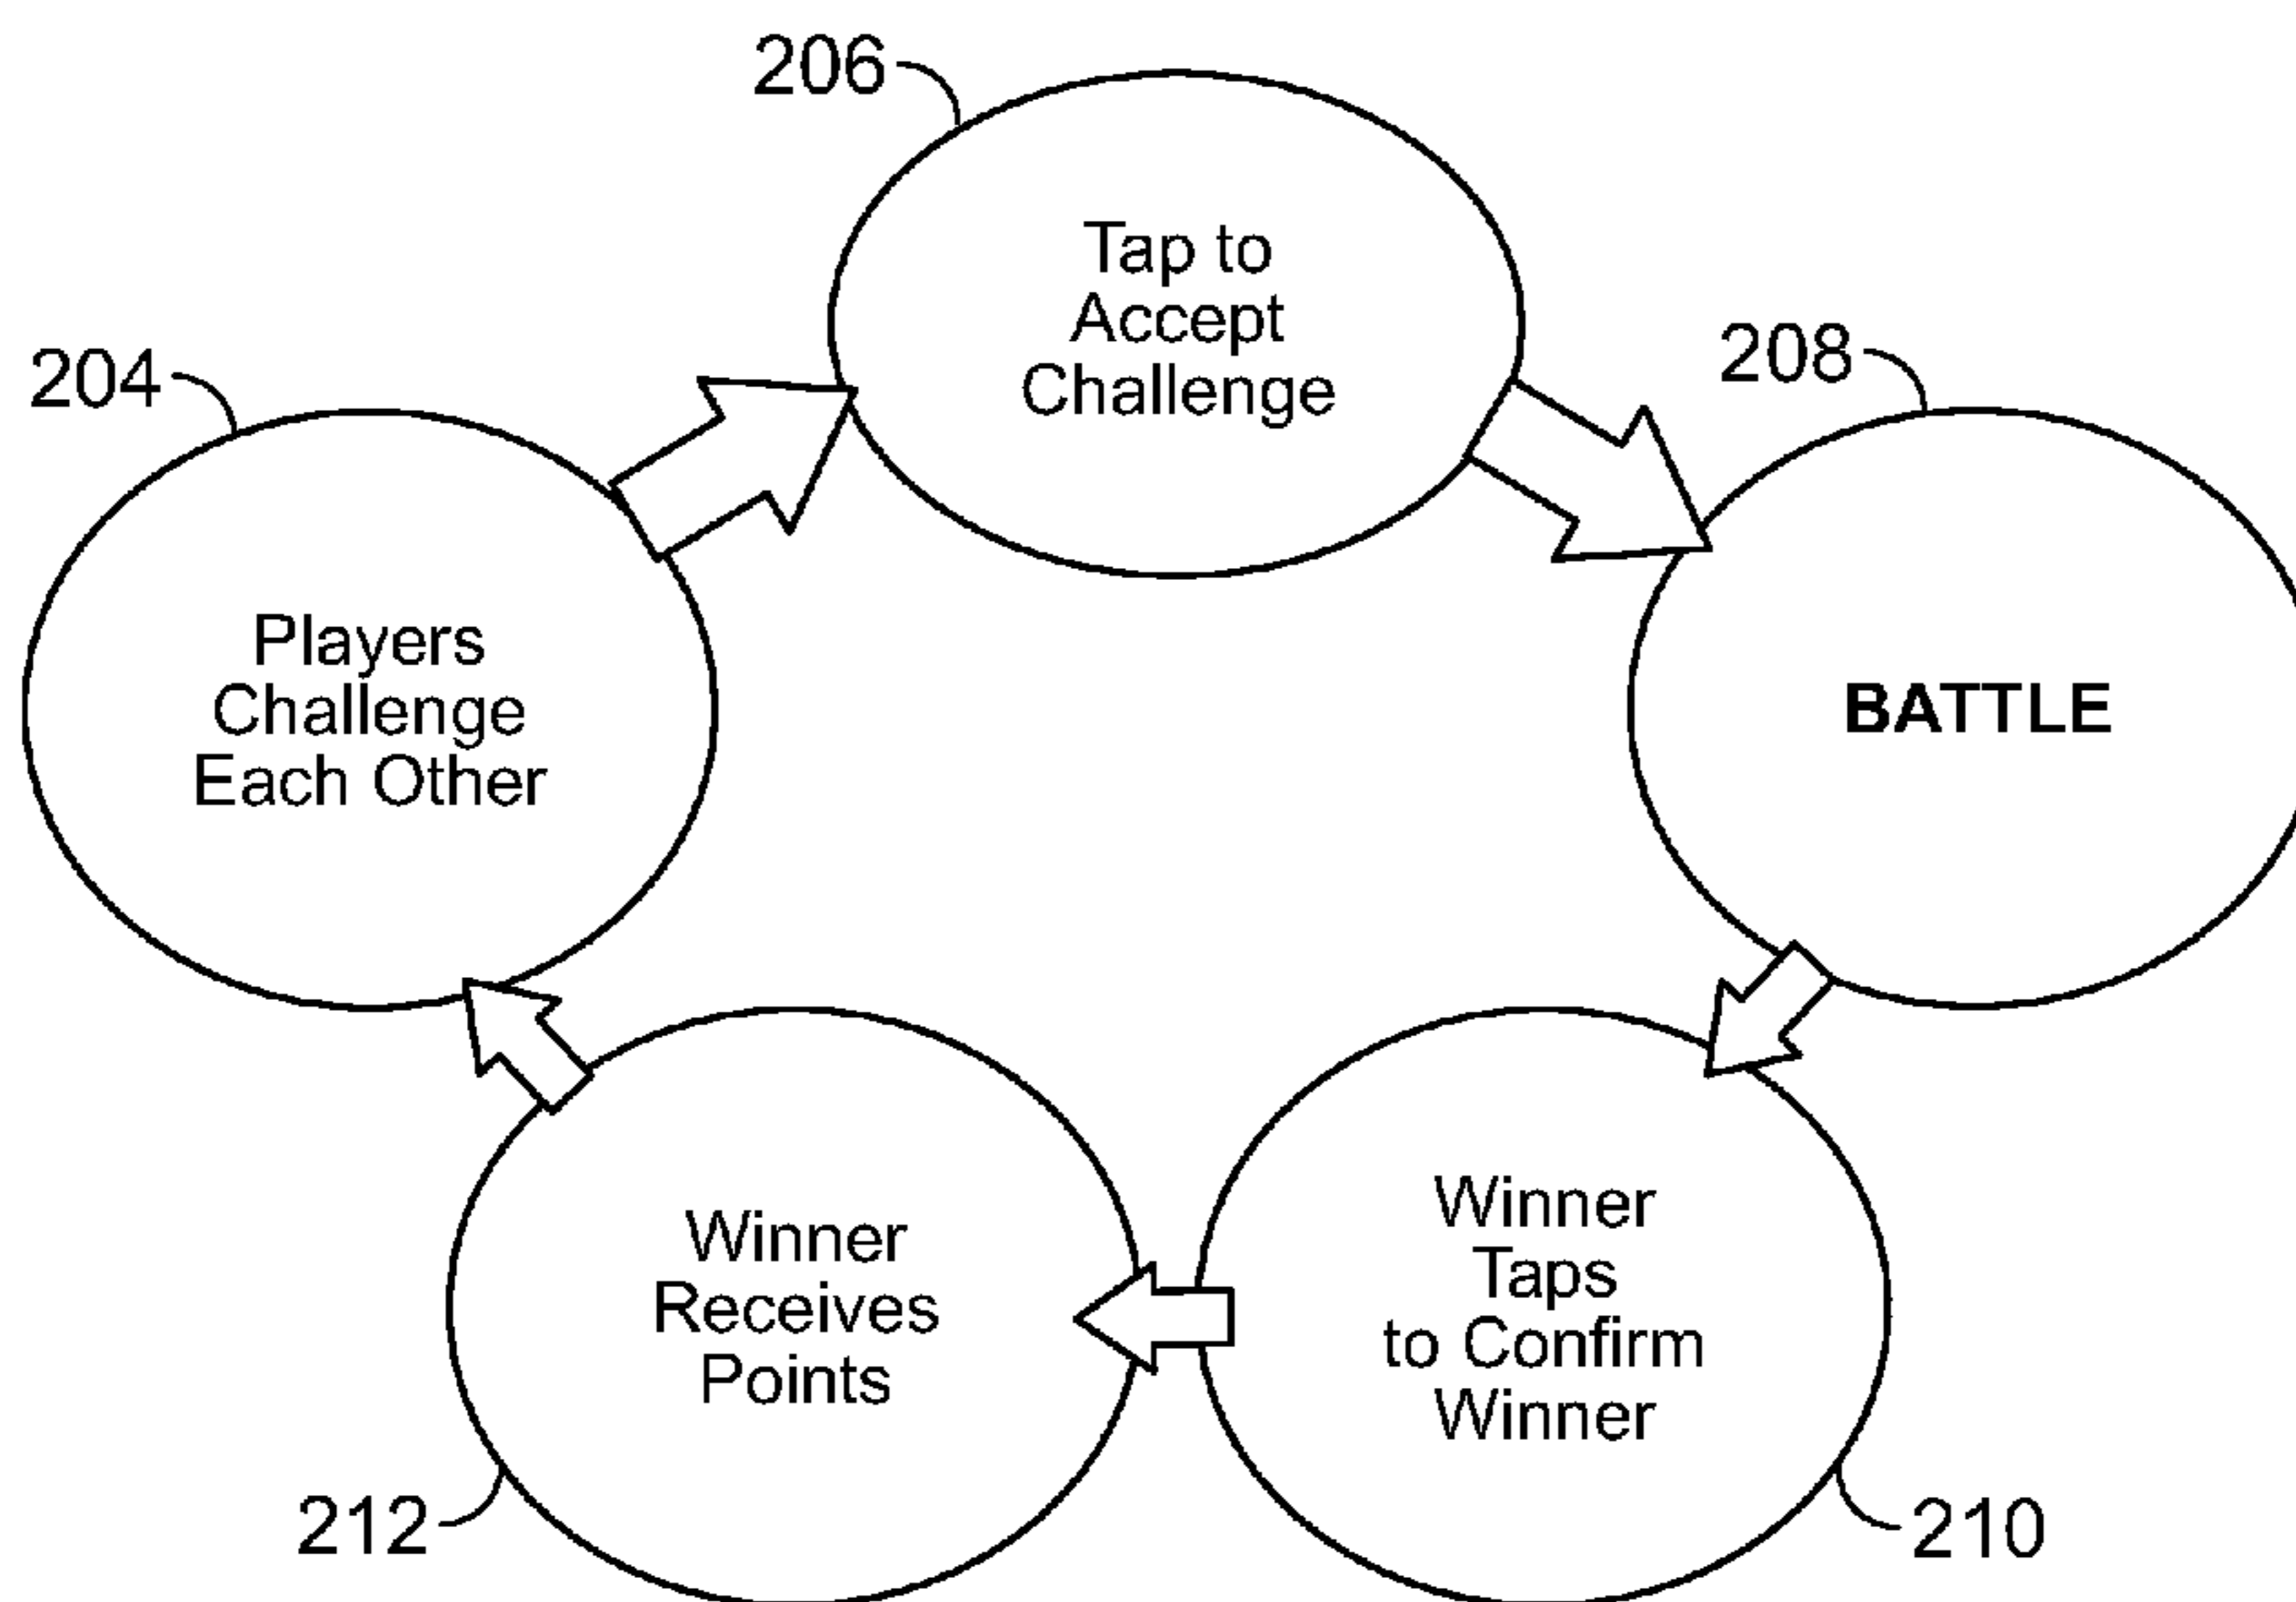 206
Tap to
Accept
Challenge
204
208
Players
Challenge
Each Other
BATTLE
Winner
Receives
Points
Winner
Taps
to Confirm
Winner
212
210